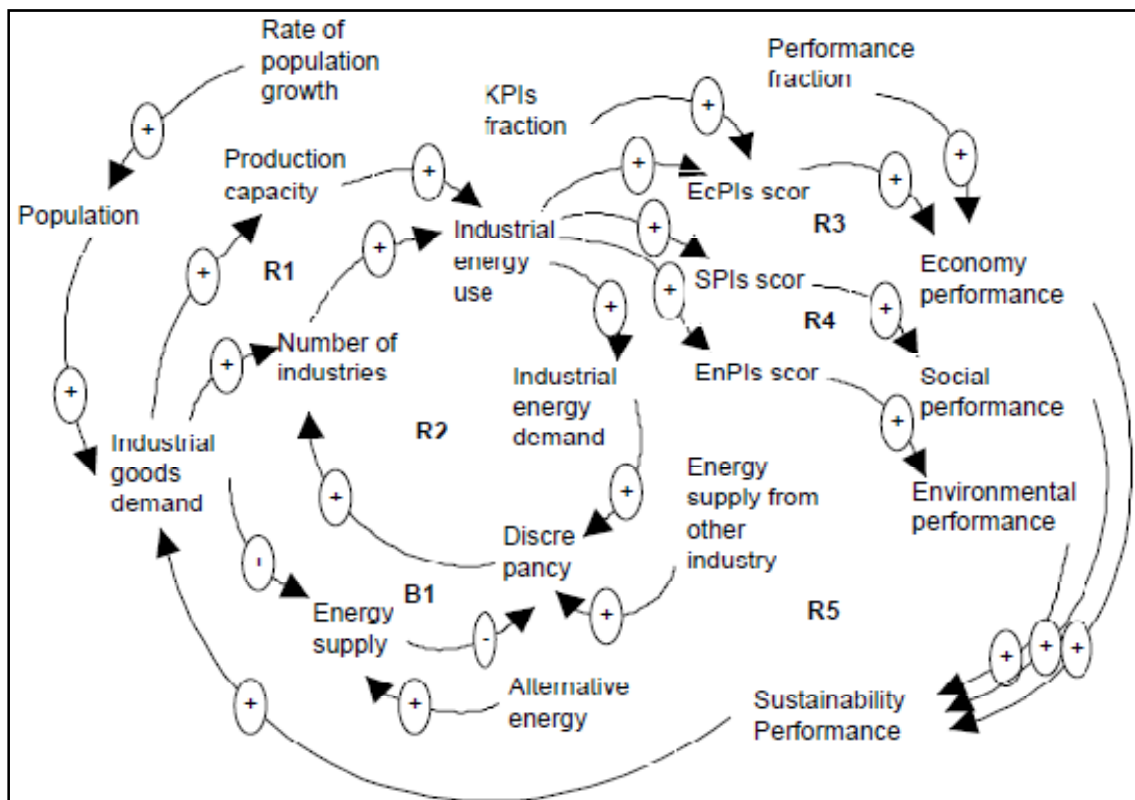 Rate of
population
growth
KPIs
fraction
Performance
fraction
+
+
+
Production
capacity
+
+
+
EcPIs scor
+
Population
Industrial
energy
use
+
+
R3
R1
+
+
SPIs scor
+
Economy
performance
R4
+
+
Number of
industries
+
EnPIs scor
Industrial
energy
demand
Social
performance
+
R2
+
Industrial
goods
demand
Energy
supply from
other
industry
Environmental
performance
+
+
Discre
pancy
-
B1
Energy
supply
-
+
R5
+
+
+
Alternative
energy
+
+
Sustainability
Performance